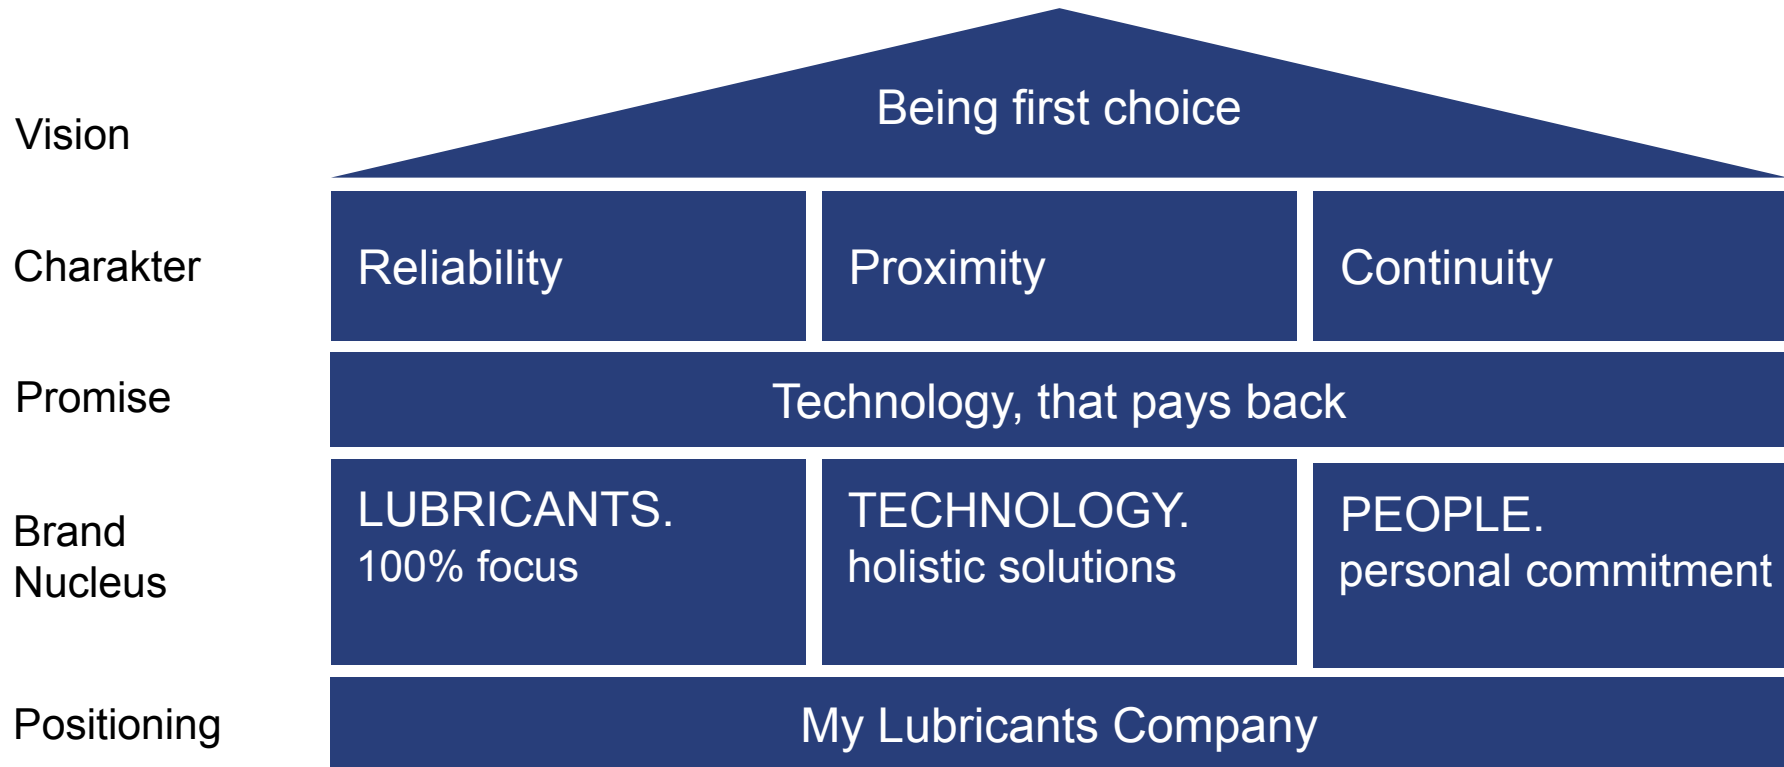 Vision
Being first choice
Charakter
Reliability
Proximity
Continuity
Promise
Technology, that pays back
Brand
Nucleus
LUBRICANTS.
100% focus
TECHNOLOGY.
holistic solutions
PEOPLE.
personal commitment
Positioning
My Lubricants Company